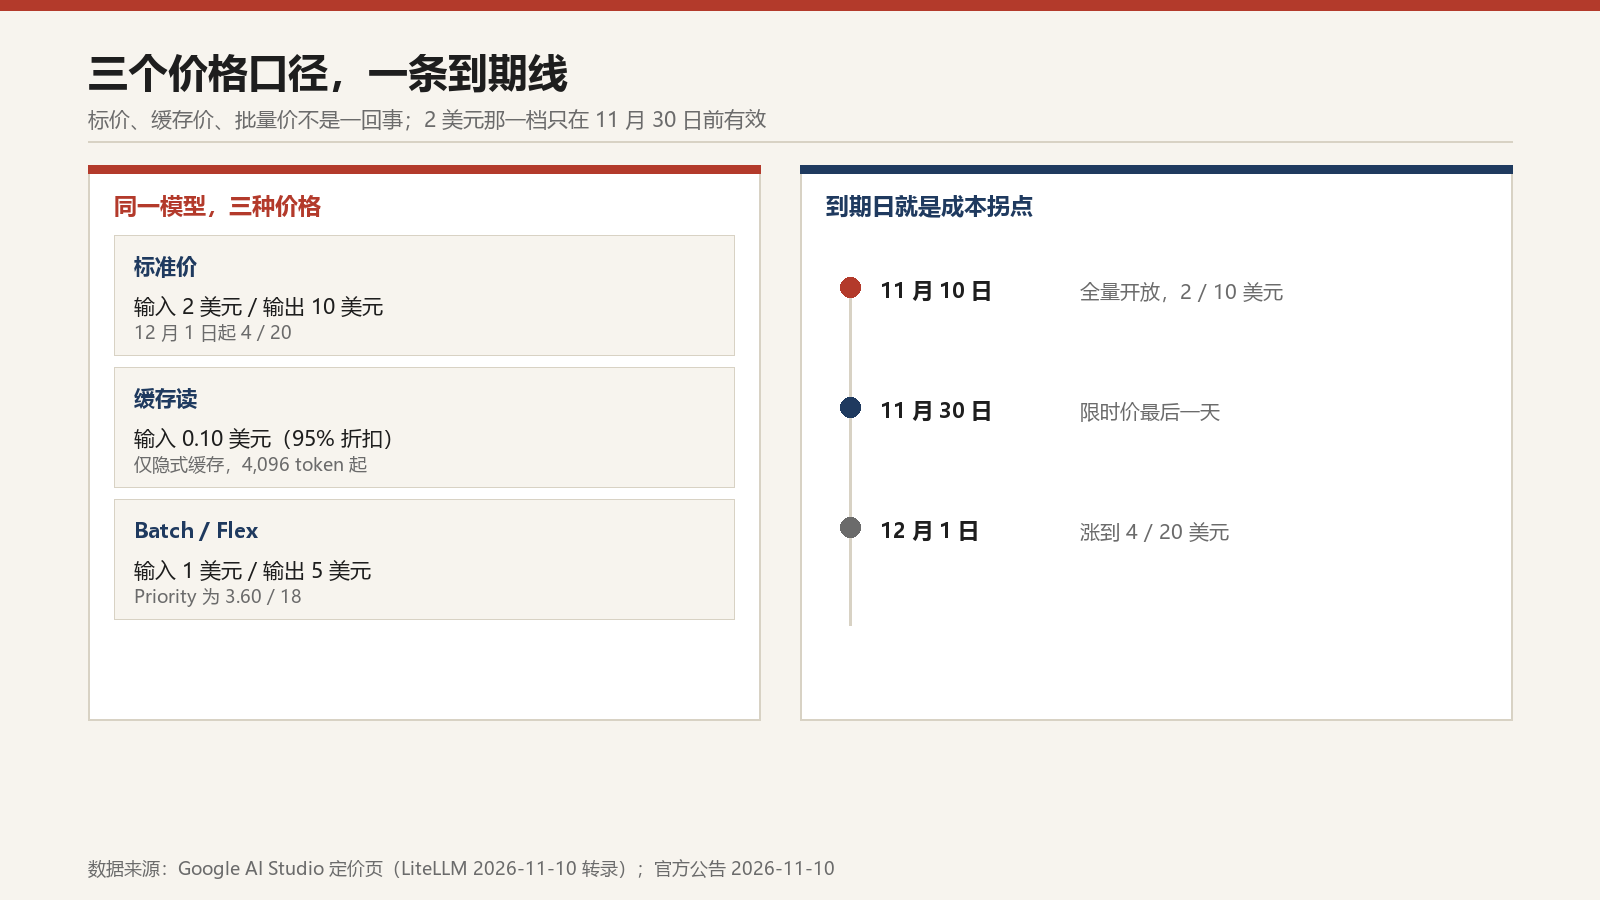 三个价格口径，一条到期线
标价、缓存价、批量价不是一回事；2 美元那一档只在 11 月 30 日前有效
同一模型，三种价格
标准价
输入 2 美元 / 输出 10 美元
12 月 1 日起 4 / 20
缓存读
输入 0.10 美元（95% 折扣）
仅隐式缓存，4,096 token 起
Batch / Flex
输入 1 美元 / 输出 5 美元
Priority 为 3.60 / 18
到期日就是成本拐点
11 月 10 日 全量开放，2 / 10 美元
11 月 30 日 限时价最后一天
12 月 1 日 涨到 4 / 20 美元
数据来源：Google AI Studio 定价页（LiteLLM 2026-11-10 转录）；官方公告 2026-11-10